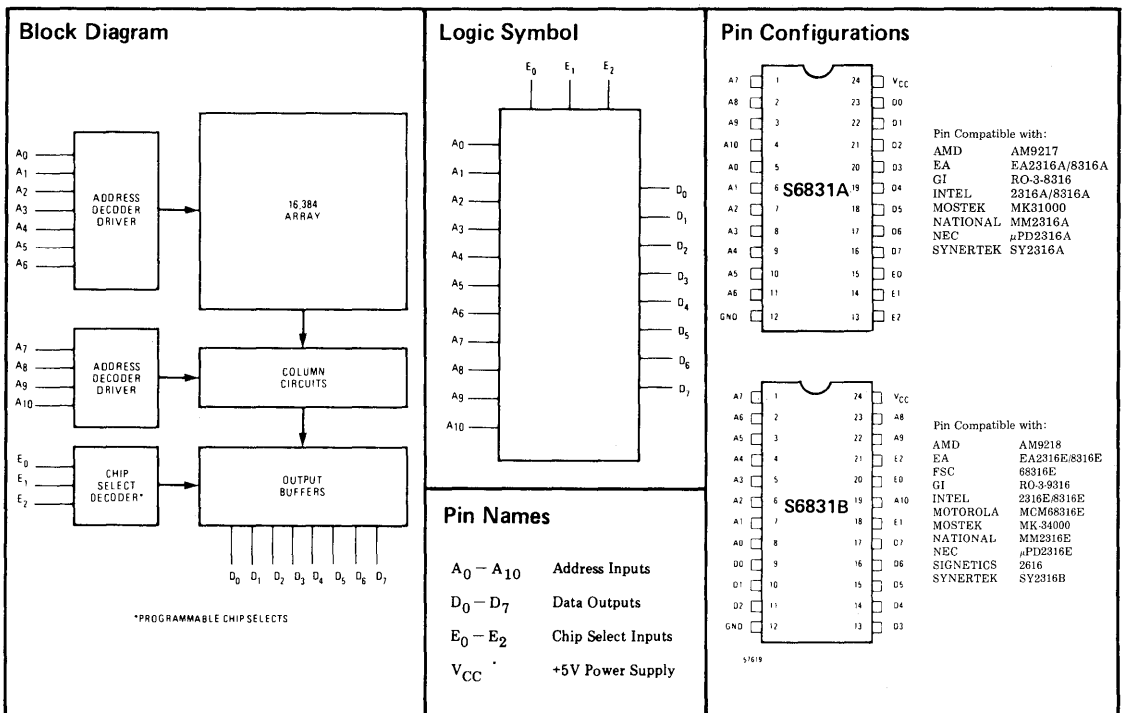 Block Diagram
A0
A1
A2
A3
A4
A5
A6
ADDRESS
DECODER
DRIVER
16,384
ARRAY
A7
A8
A9
A10
ADDRESS
DECODER
DRIVER
COLUMN
CIRCUITS
E0
E1
E2
CHIP
SELECT
DECODER*
OUTPUT
BUFFERS
D0 D1 D2 D3 D4 D5 D6 D7
*PROGRAMMABLE CHIP SELECTS
Logic Symbol
E0 E1 E2
A0
A1
A2
A3
A4
A5
A6
A7
A8
A9
A10
D0
D1
D2
D3
D4
D5
D6
D7
Pin Names
A0 – A10 Address Inputs
D0 – D7 Data Outputs
E0 – E2 Chip Select Inputs
VCC +5V Power Supply
Pin Configurations
A7 1 24 VCC
A8 2 23 D0
A9 3 22 D1
A10 4 21 D2
A0 5 20 D3
A1 6 S6831A 19 D4
A2 7 18 D5
A3 8 17 D6
A4 9 16 D7
A5 10 15 E0
A6 11 14 E1
GND 12 13 E2
Pin Compatible with:
AMD AM9217
EA EA2316A/8316A
GI RO-3-8316
INTEL 2316A/8316A
MOSTEK MK31000
NATIONAL MM2316A
NEC μPD2316A
SYNERTEK SY2316A
A7 1 24 VCC
A6 2 23 A8
A5 3 22 A9
A4 4 21 E2
A3 5 20 E0
A2 6 S6831B 19 A10
A1 7 18 E1
A0 8 17 D7
D0 9 16 D6
D1 10 15 D5
D2 11 14 D4
GND 12 13 D3
57619
Pin Compatible with:
AMD AM9218
EA EA2316E/8316E
FSC 68316E
GI RO-3-9316
INTEL 2316E/8316E
MOTOROLA MCM68316E
MOSTEK MK-34000
NATIONAL MM2316E
NEC μPD2316E
SIGNETICS 2616
SYNERTEK SY2316B